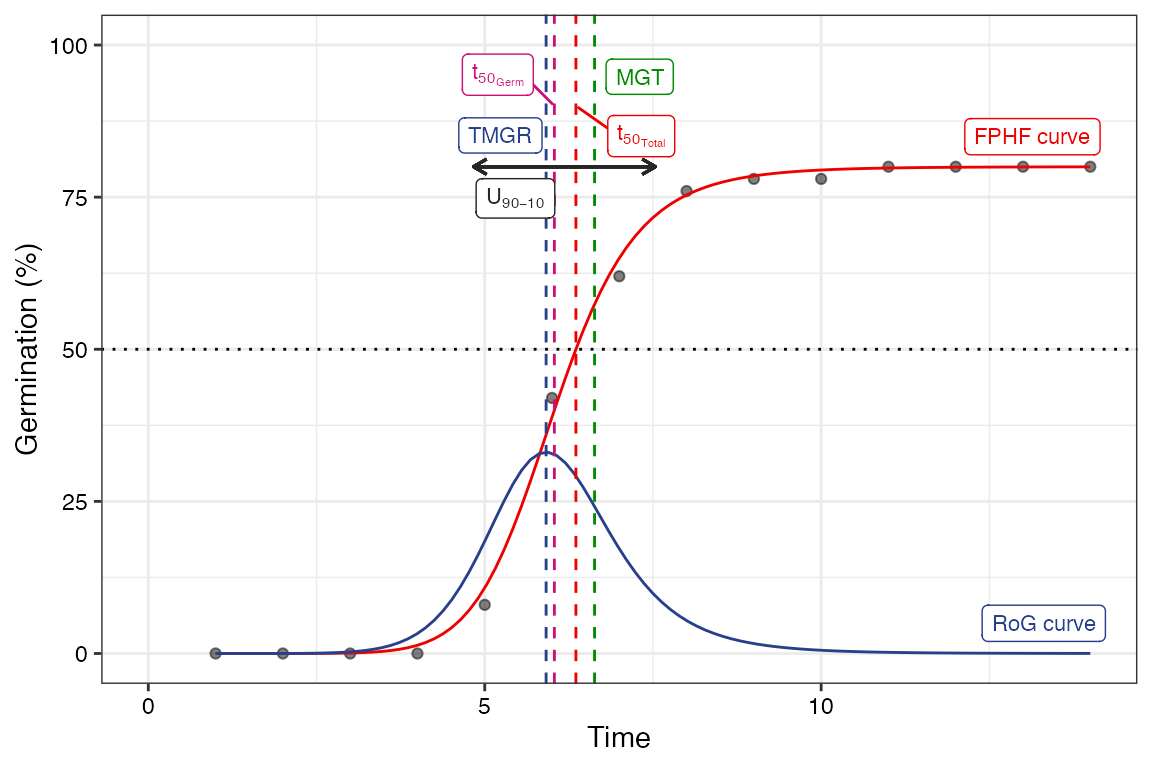 100
75
50
25
0
Germination (%)
0
5
10
Time
t50Germ
MGT
TMGR
t50Total
FPHF curve
U90−10
RoG curve